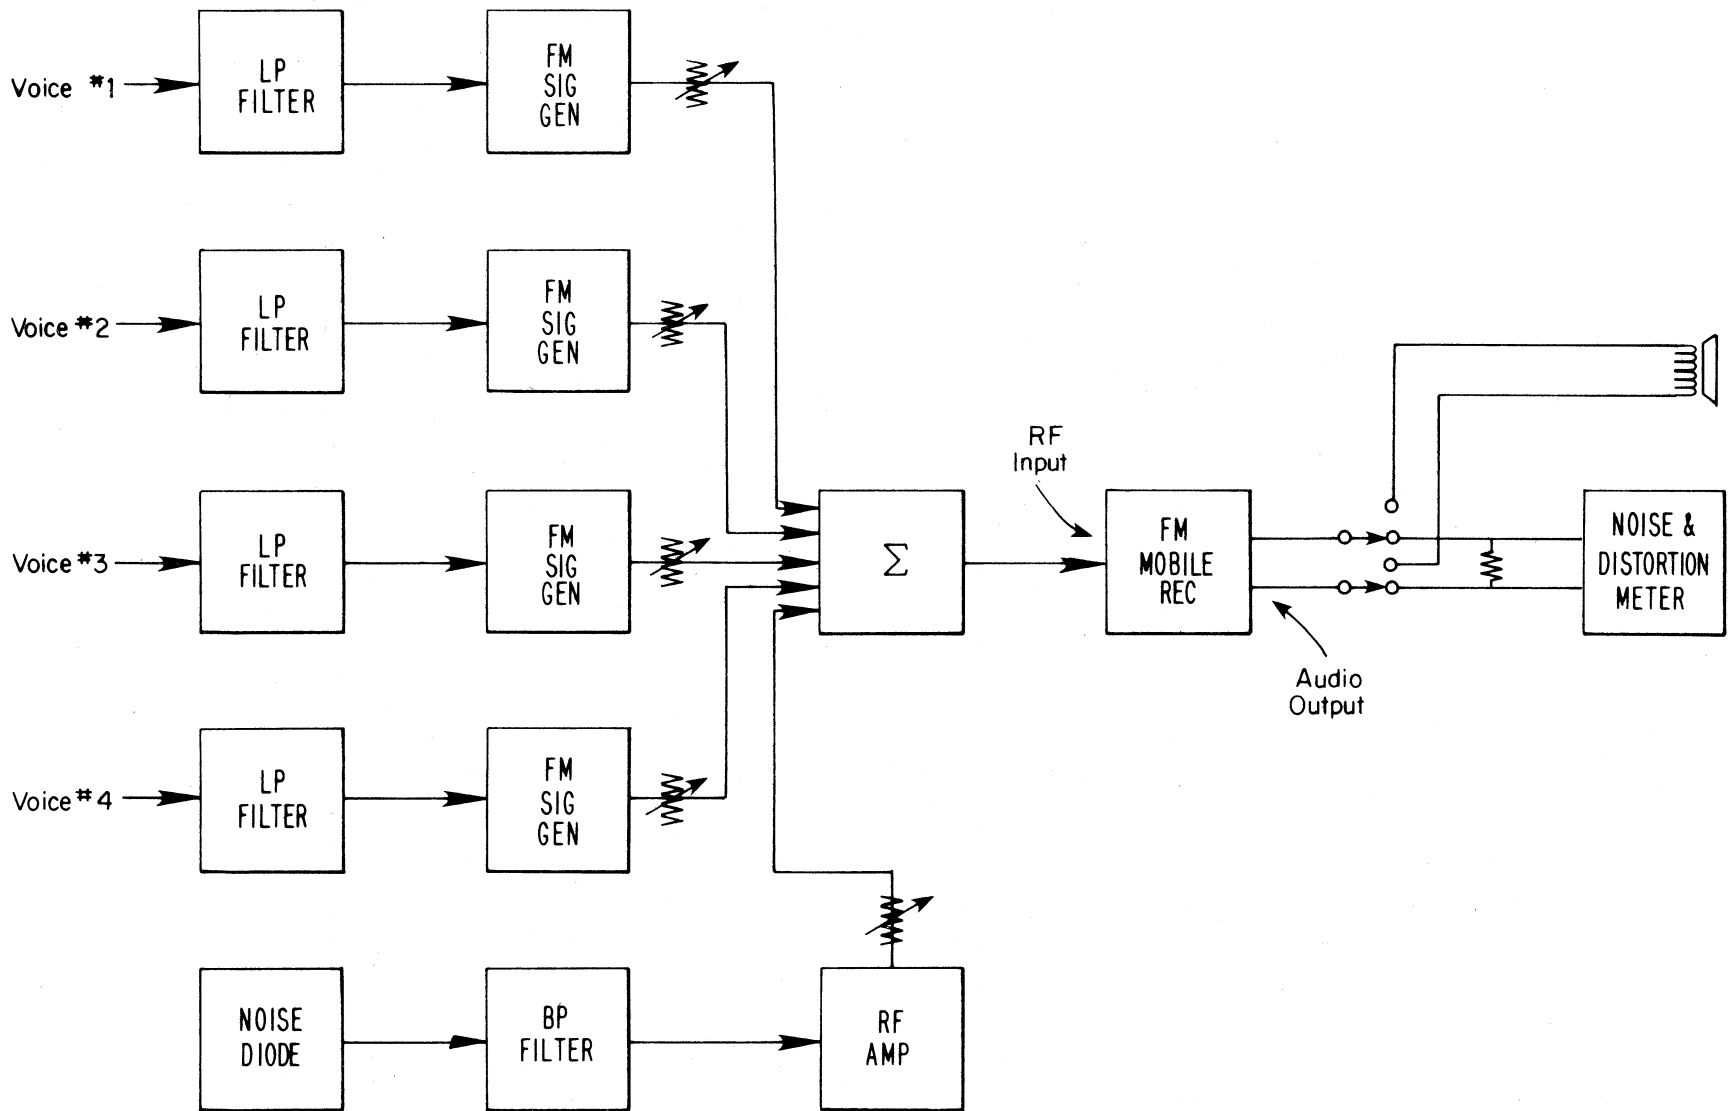 Voice #1
LP
FILTER
FM
SIG
GEN
Voice #2
LP
FILTER
FM
SIG
GEN
Voice #3
LP
FILTER
FM
SIG
GEN
Σ
RF
Input
FM
MOBILE
REC
Audio
Output
NOISE &
DISTORTION
METER
Voice #4
LP
FILTER
FM
SIG
GEN
NOISE
DIODE
BP
FILTER
RF
AMP